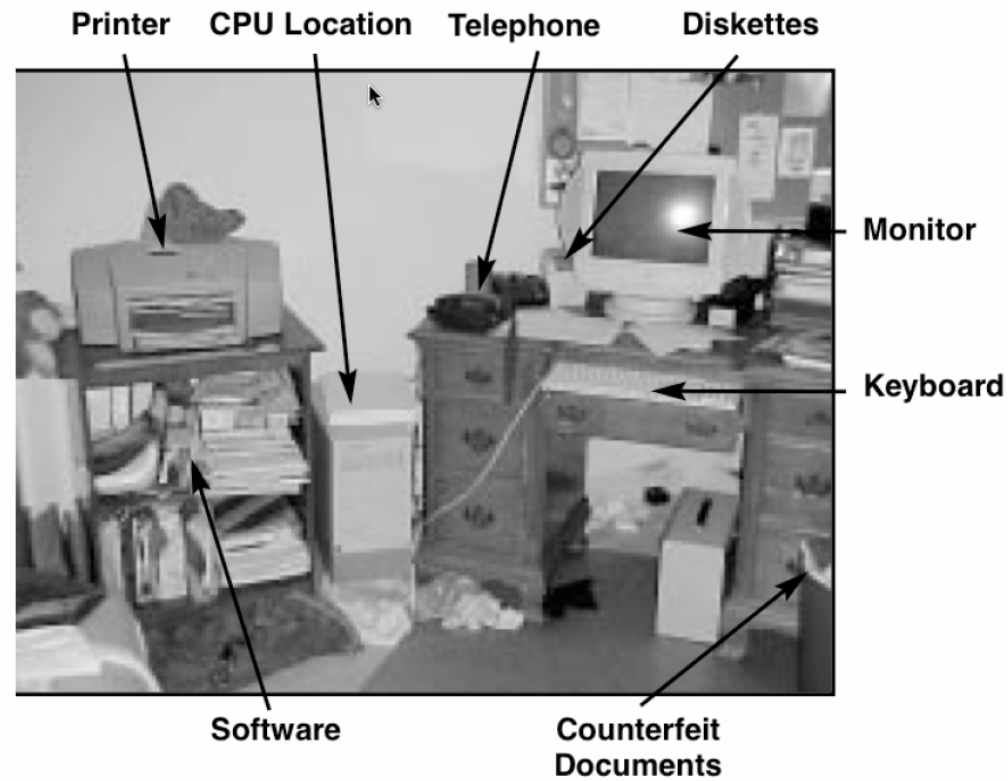 Printer
CPU Location
Telephone
Diskettes
Monitor
Keyboard
Software
Counterfeit
Documents